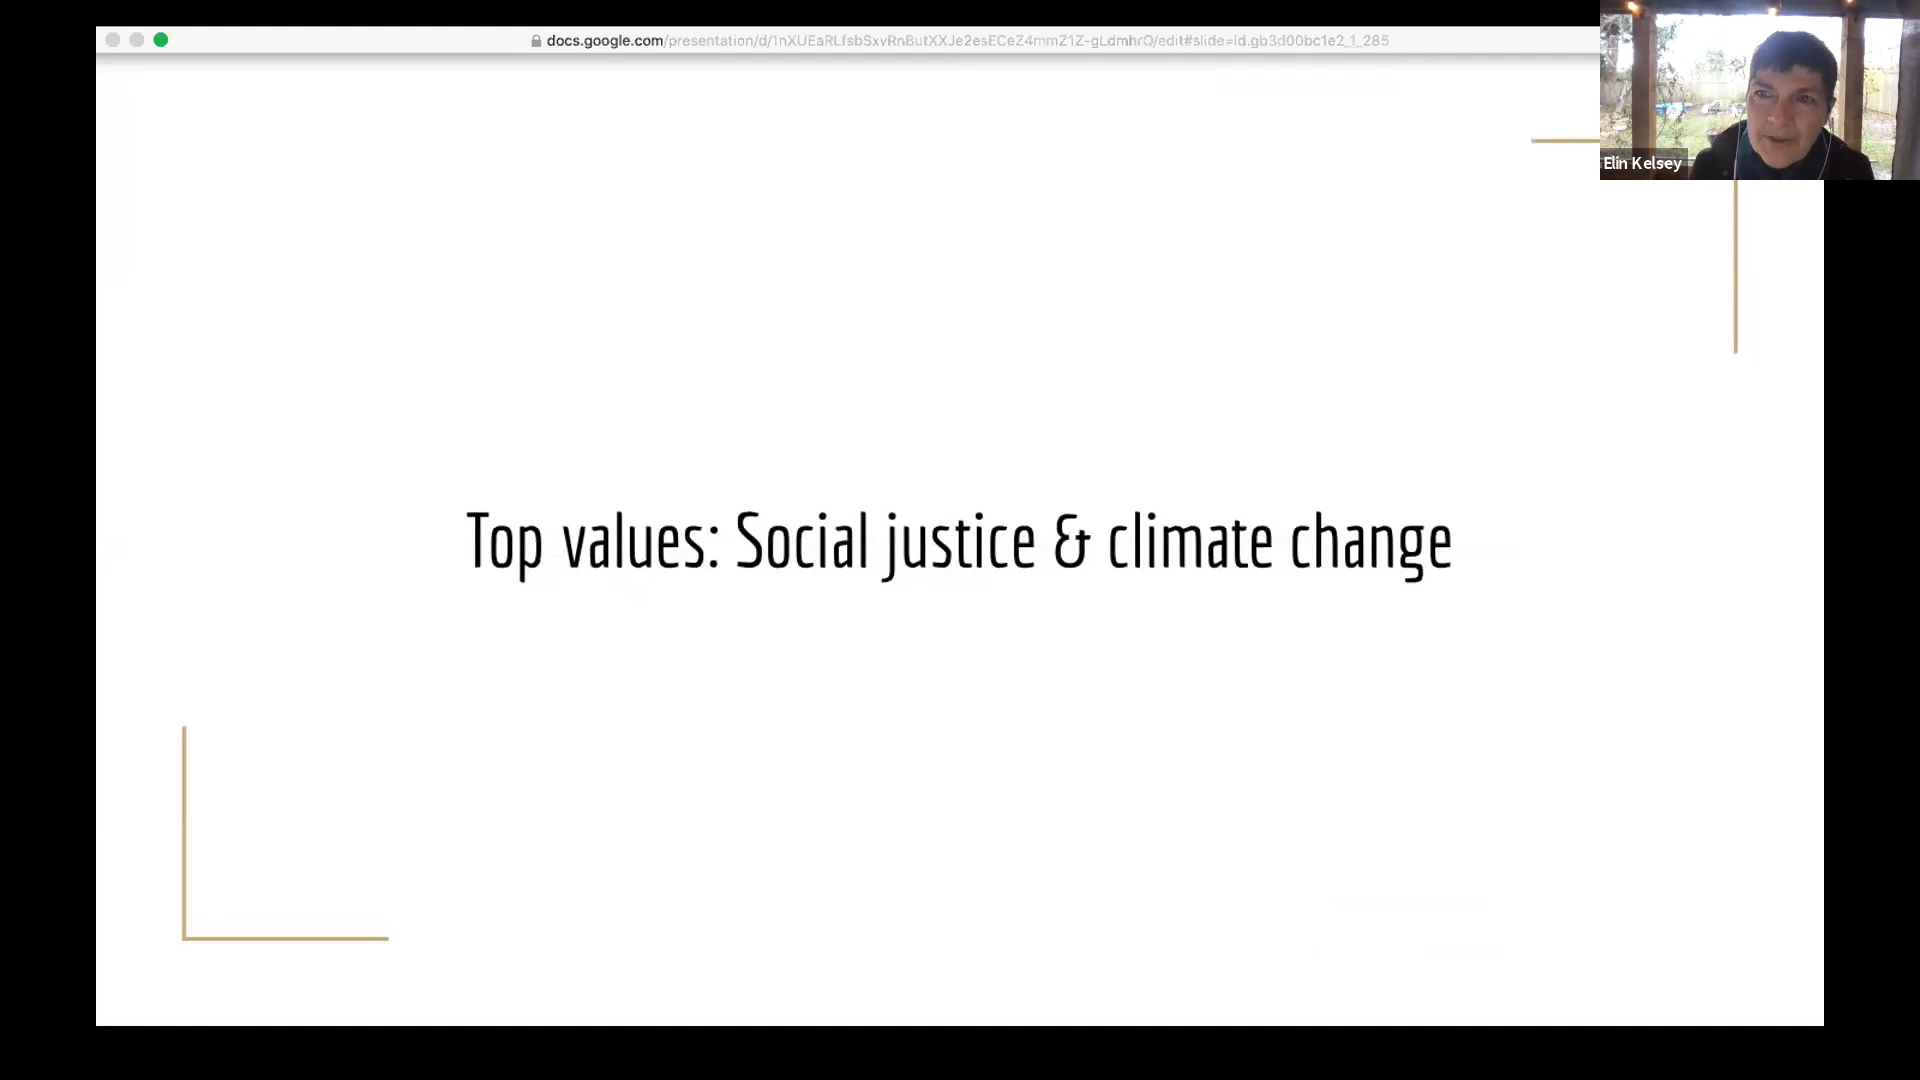 docs.google.com/presentation/d/1nXUEaRLfsbSxvRnButXXJe2esECeZ4mmZ1Z-gLdmhrQ/edit#slide=id.gb3d00bc1e2_1_285
Elin Kelsey
Top values: Social justice & climate change